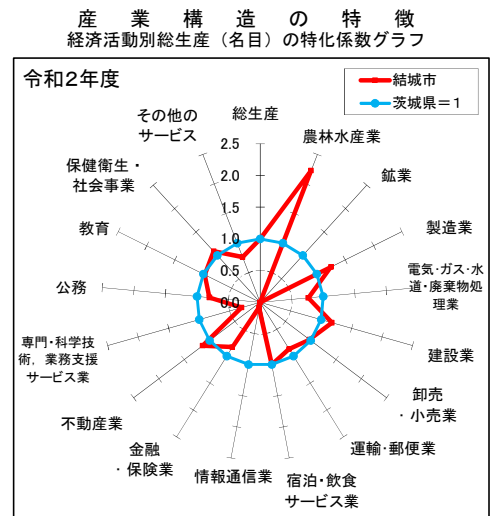 産業構造の特徴
経済活動別総生産（名目）の特化係数グラフ
令和2年度
結城市
茨城県＝1
総生産
農林水産業
鉱業
製造業
電気・ガス・水
道・廃棄物処
理業
建設業
卸売
・小売業
運輸・郵便業
宿泊・飲食
サービス業
情報通信業
金融
・保険業
不動産業
専門・科学技
術，業務支援
サービス業
公務
教育
保健衛生・
社会事業
その他の
サービス
2.5
2.0
1.5
1.0
0.5
0.0